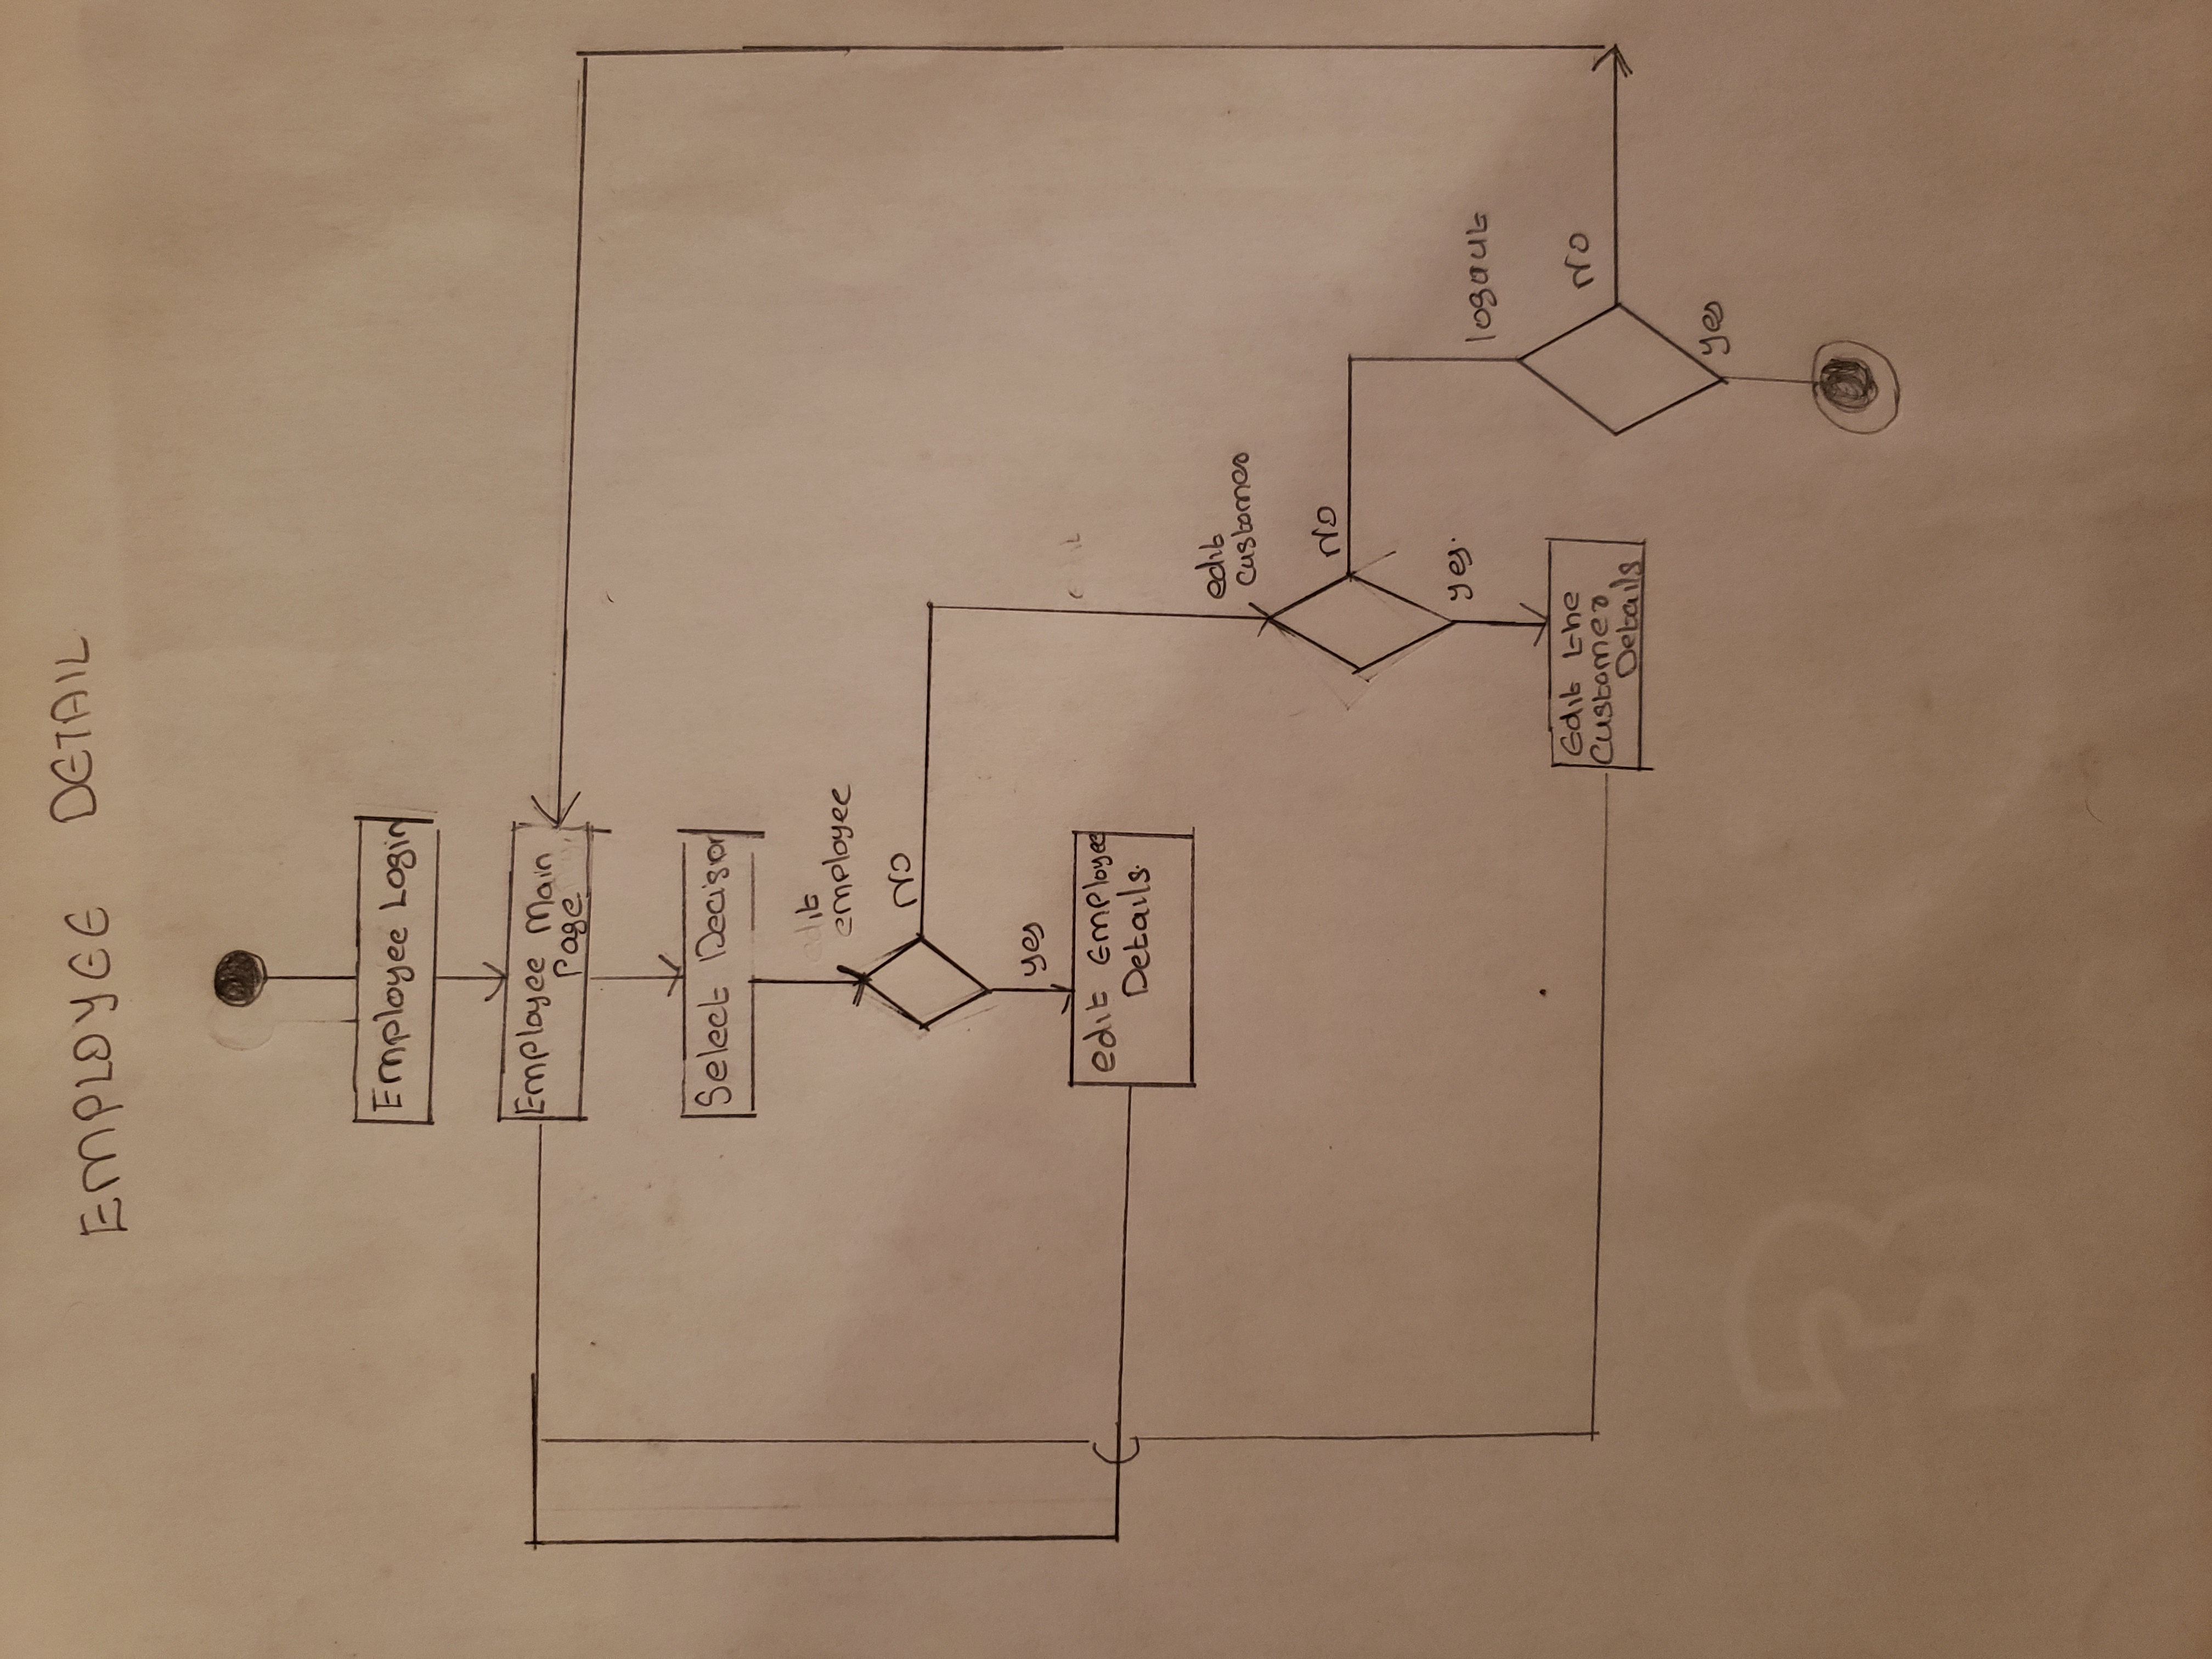 EMPLOYEE DETAIL
Employee Login
Employee Main
Page
Select Decision
edit
employee
NO
yes
edit Employee
Details.
edit
customer
NO
yes.
logout
Edit the
Customer
Details
NO
yes